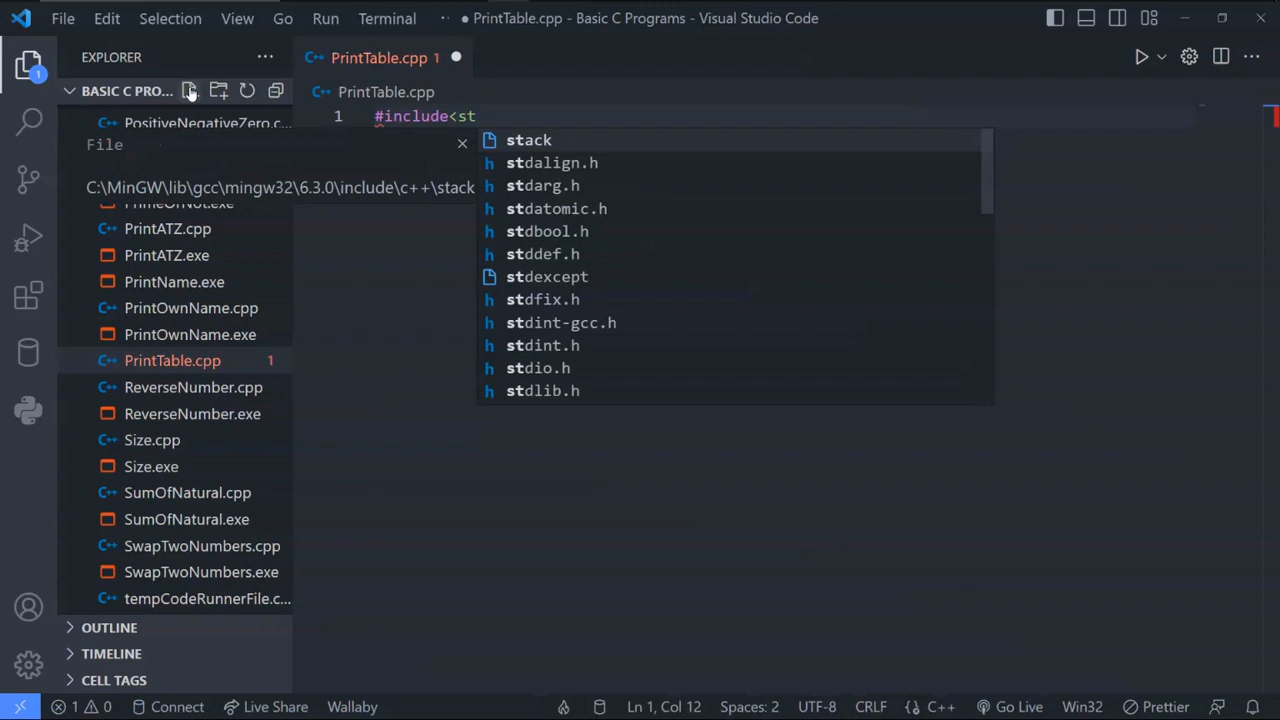 File Edit Selection View Go Run Terminal ·· ● PrintTable.cpp - Basic C Programs - Visual Studio Code
EXPLORER ···
PrintTable.cpp 1
BASIC C PRO...
PrintTable.cpp
1
1 #include<st
PositiveNegativeZero.c...
File
C:\MinGW\lib\gcc\mingw32\6.3.0\include\c++\stack
stack
stdalign.h
stdarg.h
stdatomic.h
stdbool.h
stddef.h
stdexcept
stdfix.h
stdint-gcc.h
stdint.h
stdio.h
stdlib.h
PrimeOrNot.exe
PrintATZ.cpp
PrintATZ.exe
PrintName.exe
PrintOwnName.cpp
PrintOwnName.exe
PrintTable.cpp 1
ReverseNumber.cpp
ReverseNumber.exe
Size.cpp
Size.exe
SumOfNatural.cpp
SumOfNatural.exe
SwapTwoNumbers.cpp
SwapTwoNumbers.exe
tempCodeRunnerFile.c...
OUTLINE
TIMELINE
CELL TAGS
1 0 Connect Live Share Wallaby Ln 1, Col 12 Spaces: 2 UTF-8 CRLF {} C++ Go Live Win32 Prettier